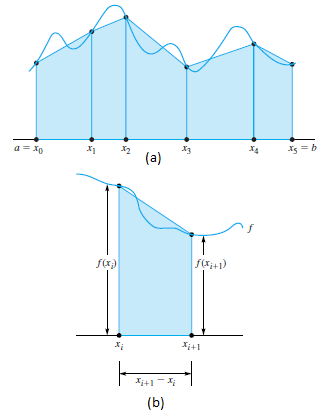 a = x₀ x₁ x₂ x₃ x₄ x₅ = b
(a)
f
f(xᵢ) f(xᵢ₊₁)
xᵢ xᵢ₊₁
xᵢ₊₁ − xᵢ
(b)